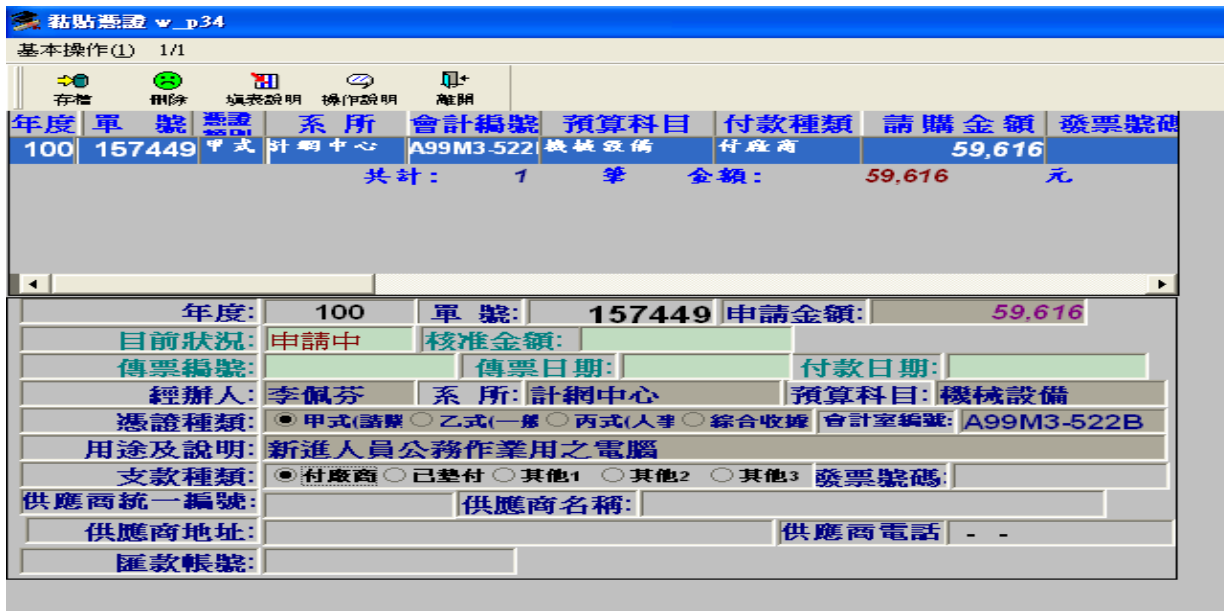 黏貼憑證 w_p34
基本操作(1) 1/1
存檔 刪除 填表說明 操作說明 離開
年度 單 號 憑證類別 系 所 會計編號 預算科目 付款種類 請 購 金 額 發票號碼
100 157449 甲 式 計 網 中 心 A99M3-522 機 械 設 備 付 廠 商 59,616
共 計： 1 筆 金 額： 59,616 元
年度: 100 單 號: 157449 申請金額: 59,616
目前狀況: 申請中 核准金額:
傳票編號: 傳票日期: 付款日期:
經辦人: 李佩芬 系 所: 計網中心 預算科目: 機械設備
憑證種類: 甲式(請購 乙式(一般 丙式(人事 綜合收據 會計室編號: A99M3-522B
用途及說明: 新進人員公務作業用之電腦
支款種類: 付廠商 已墊付 其他1 其他2 其他3 發票號碼:
供應商統一編號: 供應商名稱:
供應商地址: 供應商電話 - -
匯款帳號: